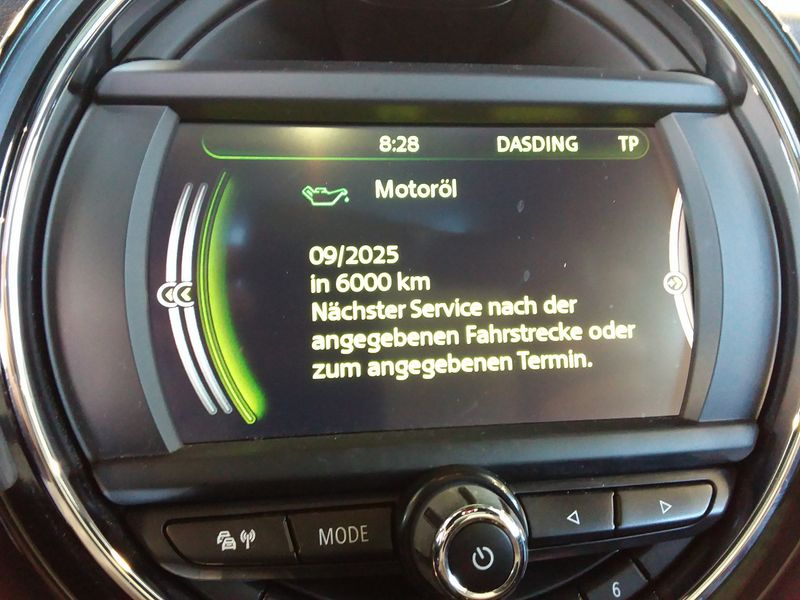 8:28 DASDING TP
Motoröl
09/2025
in 6000 km
Nächster Service nach der
angegebenen Fahrstrecke oder
zum angegebenen Termin.
MODE
6